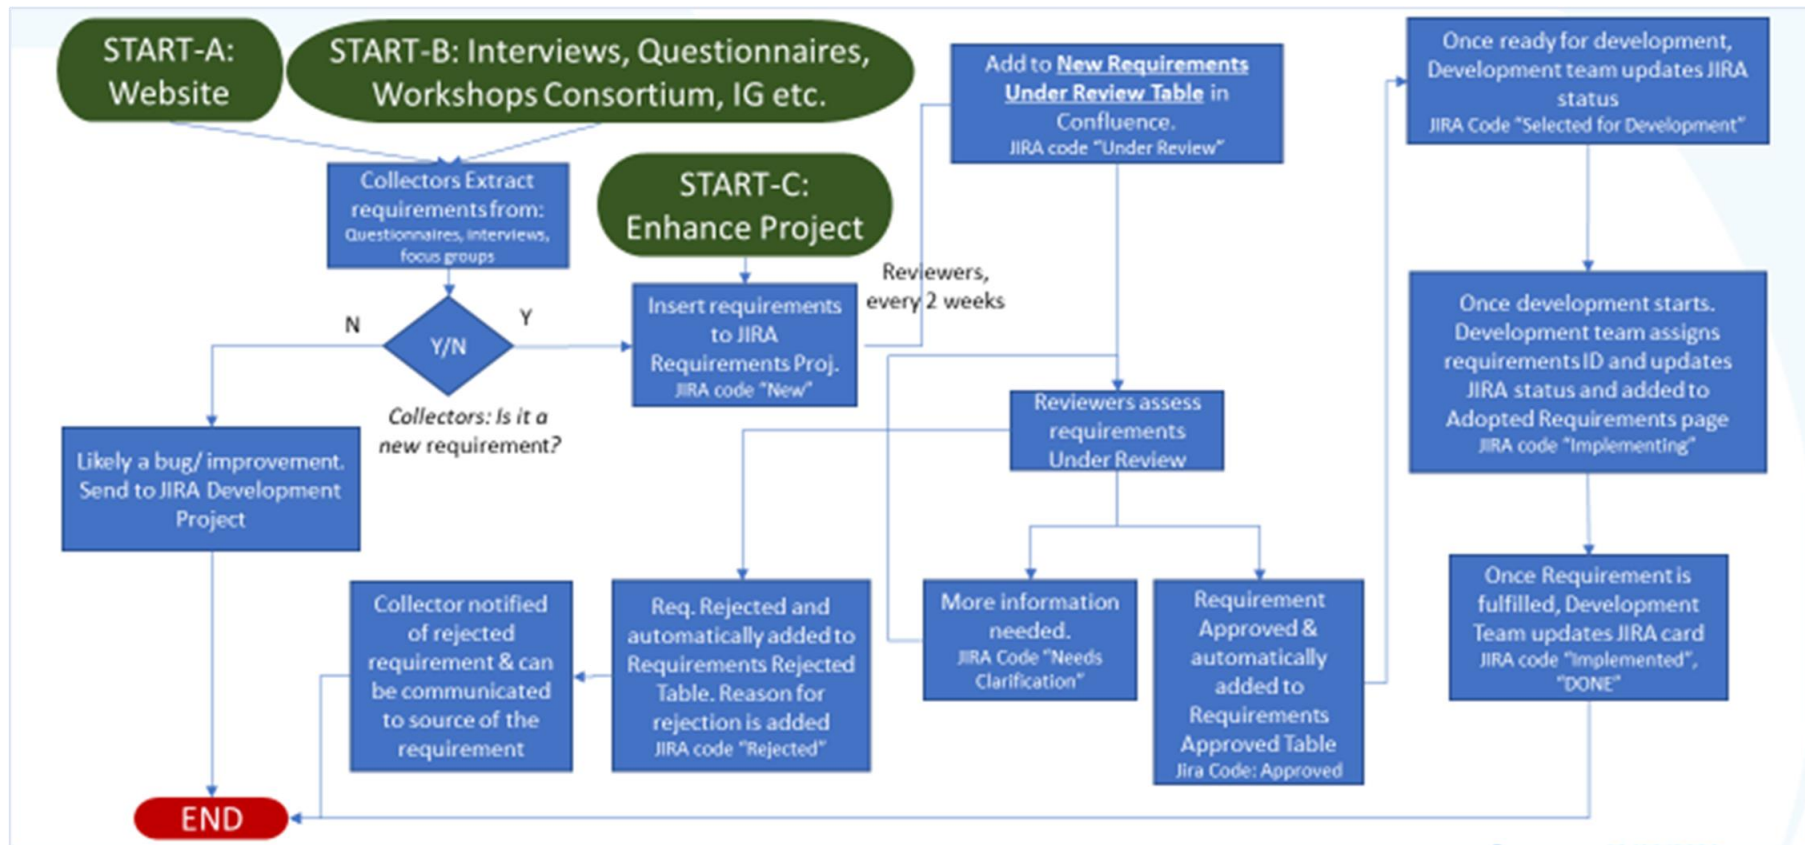 START-A:
Website
START-B: Interviews, Questionnaires,
Workshops Consortium, IG etc.
Collectors Extract
requirements from:
Questionnaires, interviews,
focus groups
START-C:
Enhance Project
N
Y/N
Y
Collectors: Is it a
new requirement?
Insert requirements
to JIRA
Requirements Proj.
JIRA code "New"
Reviewers,
every 2 weeks
Likely a bug/ improvement.
Send to JIRA Development
Project
Add to New Requirements
Under Review Table in
Confluence.
JIRA code "Under Review"
Reviewers assess
requirements
Under Review
Collector notified
of rejected
requirement & can
be communicated
to source of the
requirement
Req. Rejected and
automatically added to
Requirements Rejected
Table. Reason for
rejection is added
JIRA code "Rejected"
More information
needed.
JIRA Code "Needs
Clarification"
Requirement
Approved &
automatically
added to
Requirements
Approved Table
Jira Code: Approved
Once ready for development,
Development team updates JIRA
status
JIRA Code "Selected for Development"
Once development starts.
Development team assigns
requirements ID and updates
JIRA status and added to
Adopted Requirements page
JIRA code "Implementing"
Once Requirement is
fulfilled, Development
Team updates JIRA card
JIRA code "Implemented",
"DONE"
END